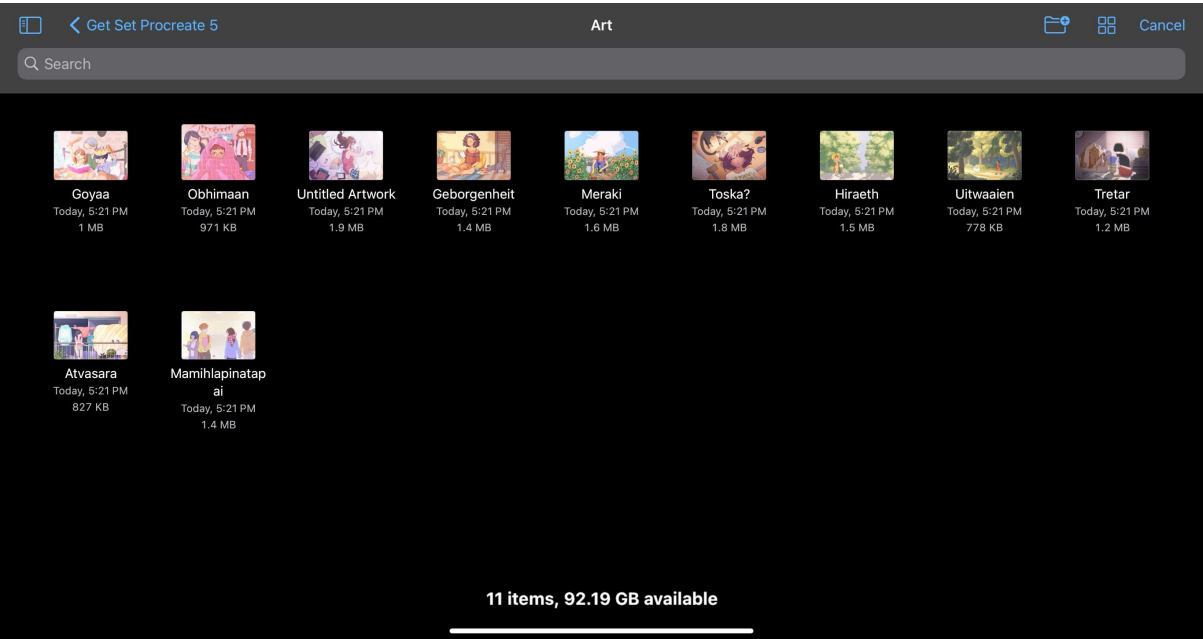 Get Set Procreate 5
Art
Cancel
Search
Goyaa
Today, 5:21 PM
1 MB
Obhimaan
Today, 5:21 PM
971 KB
Untitled Artwork
Today, 5:21 PM
1.9 MB
Geborgenheit
Today, 5:21 PM
1.4 MB
Meraki
Today, 5:21 PM
1.6 MB
Toska?
Today, 5:21 PM
1.8 MB
Hiraeth
Today, 5:21 PM
1.5 MB
Uitwaaien
Today, 5:21 PM
778 KB
Tretar
Today, 5:21 PM
1.2 MB
Atvasara
Today, 5:21 PM
827 KB
Mamihlapinatap
ai
Today, 5:21 PM
1.4 MB
11 items, 92.19 GB available